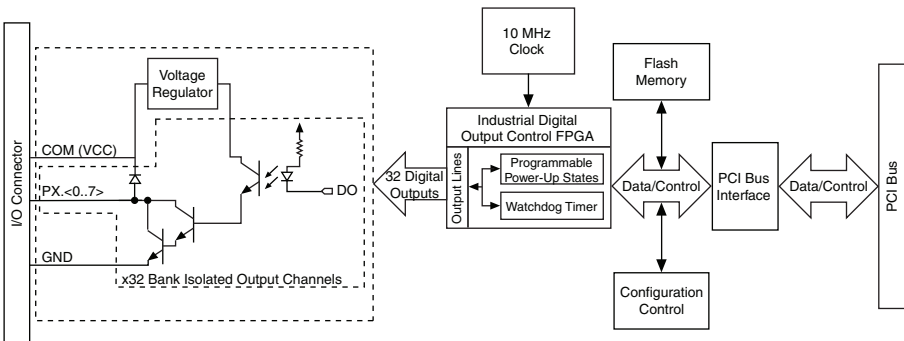 I/O Connector
Voltage
Regulator
COM (VCC)
PX.<0..7>
GND
DO
x32 Bank Isolated Output Channels
32 Digital
Outputs
10 MHz
Clock
Industrial Digital
Output Control FPGA
Output Lines
Programmable
Power-Up States
Watchdog Timer
Flash
Memory
Data/Control
Configuration
Control
PCI Bus
Interface
Data/Control
PCI Bus